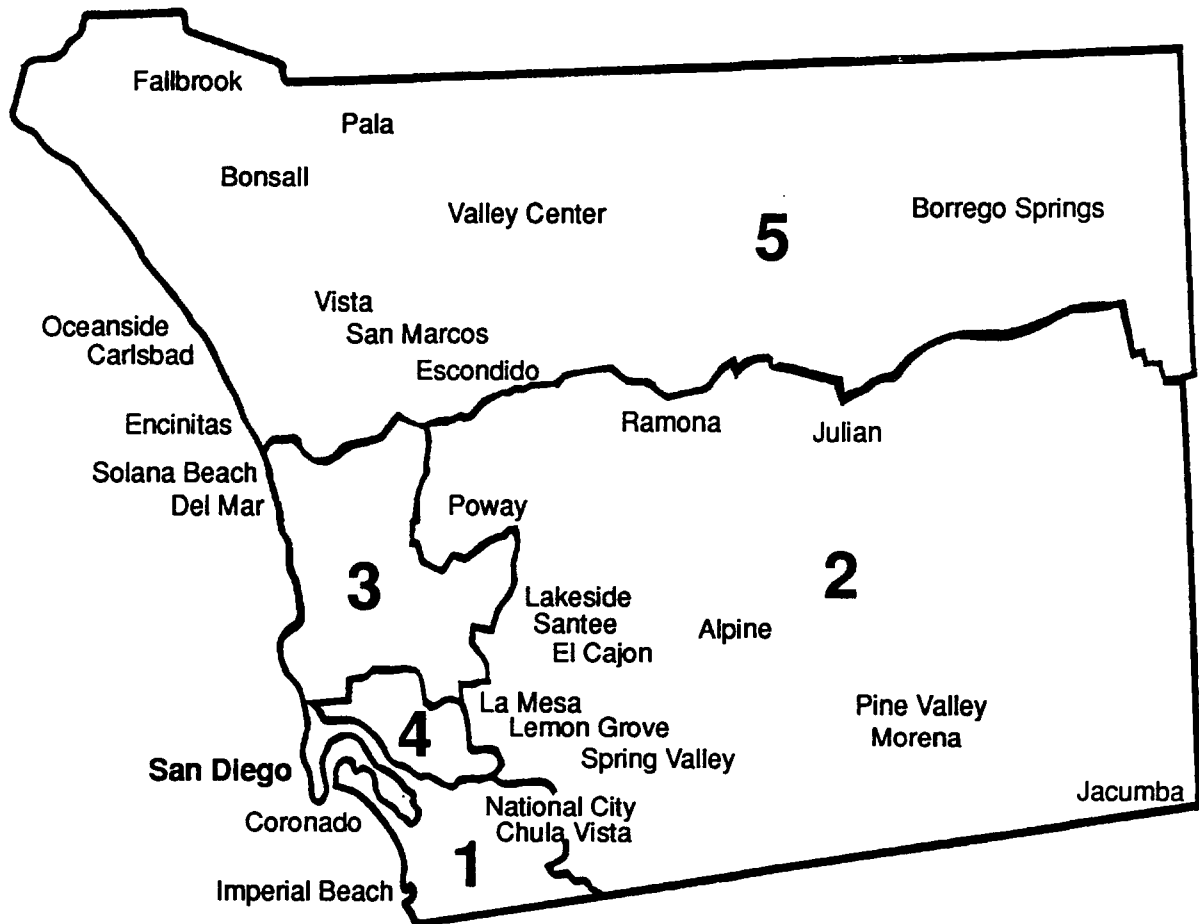 Fallbrook
Pala
Bonsall
Valley Center
Borrego Springs
5
Vista
Oceanside
San Marcos
Carlsbad
Escondido
Encinitas
Ramona
Julian
Solana Beach
Del Mar
Poway
3
2
Lakeside
Santee
Alpine
El Cajon
La Mesa
Pine Valley
Lemon Grove
4
Morena
Spring Valley
San Diego
Jacumba
National City
Coronado
Chula Vista
1
Imperial Beach